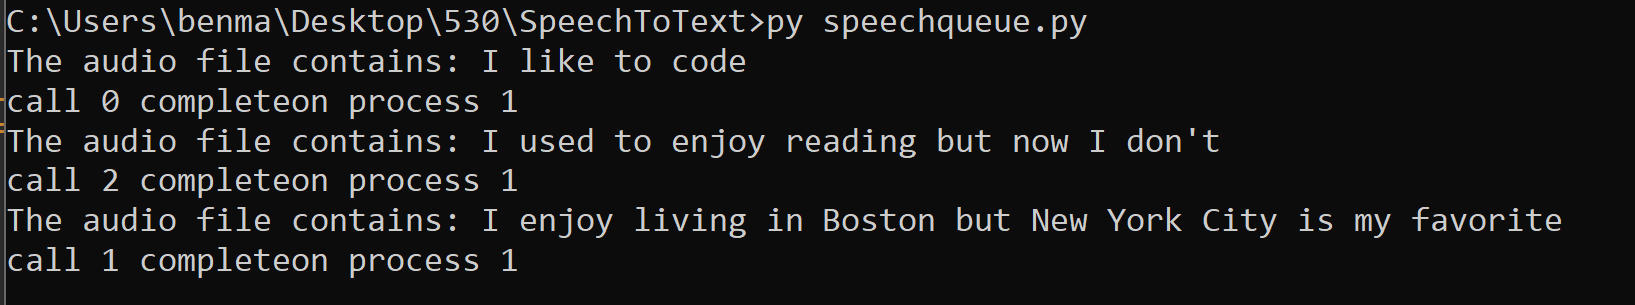 C:\Users\benma\Desktop\530\SpeechToText>py speechqueue.py
The audio file contains: I like to code
call 0 completeon process 1
The audio file contains: I used to enjoy reading but now I don't
call 2 completeon process 1
The audio file contains: I enjoy living in Boston but New York City is my favorite
call 1 completeon process 1